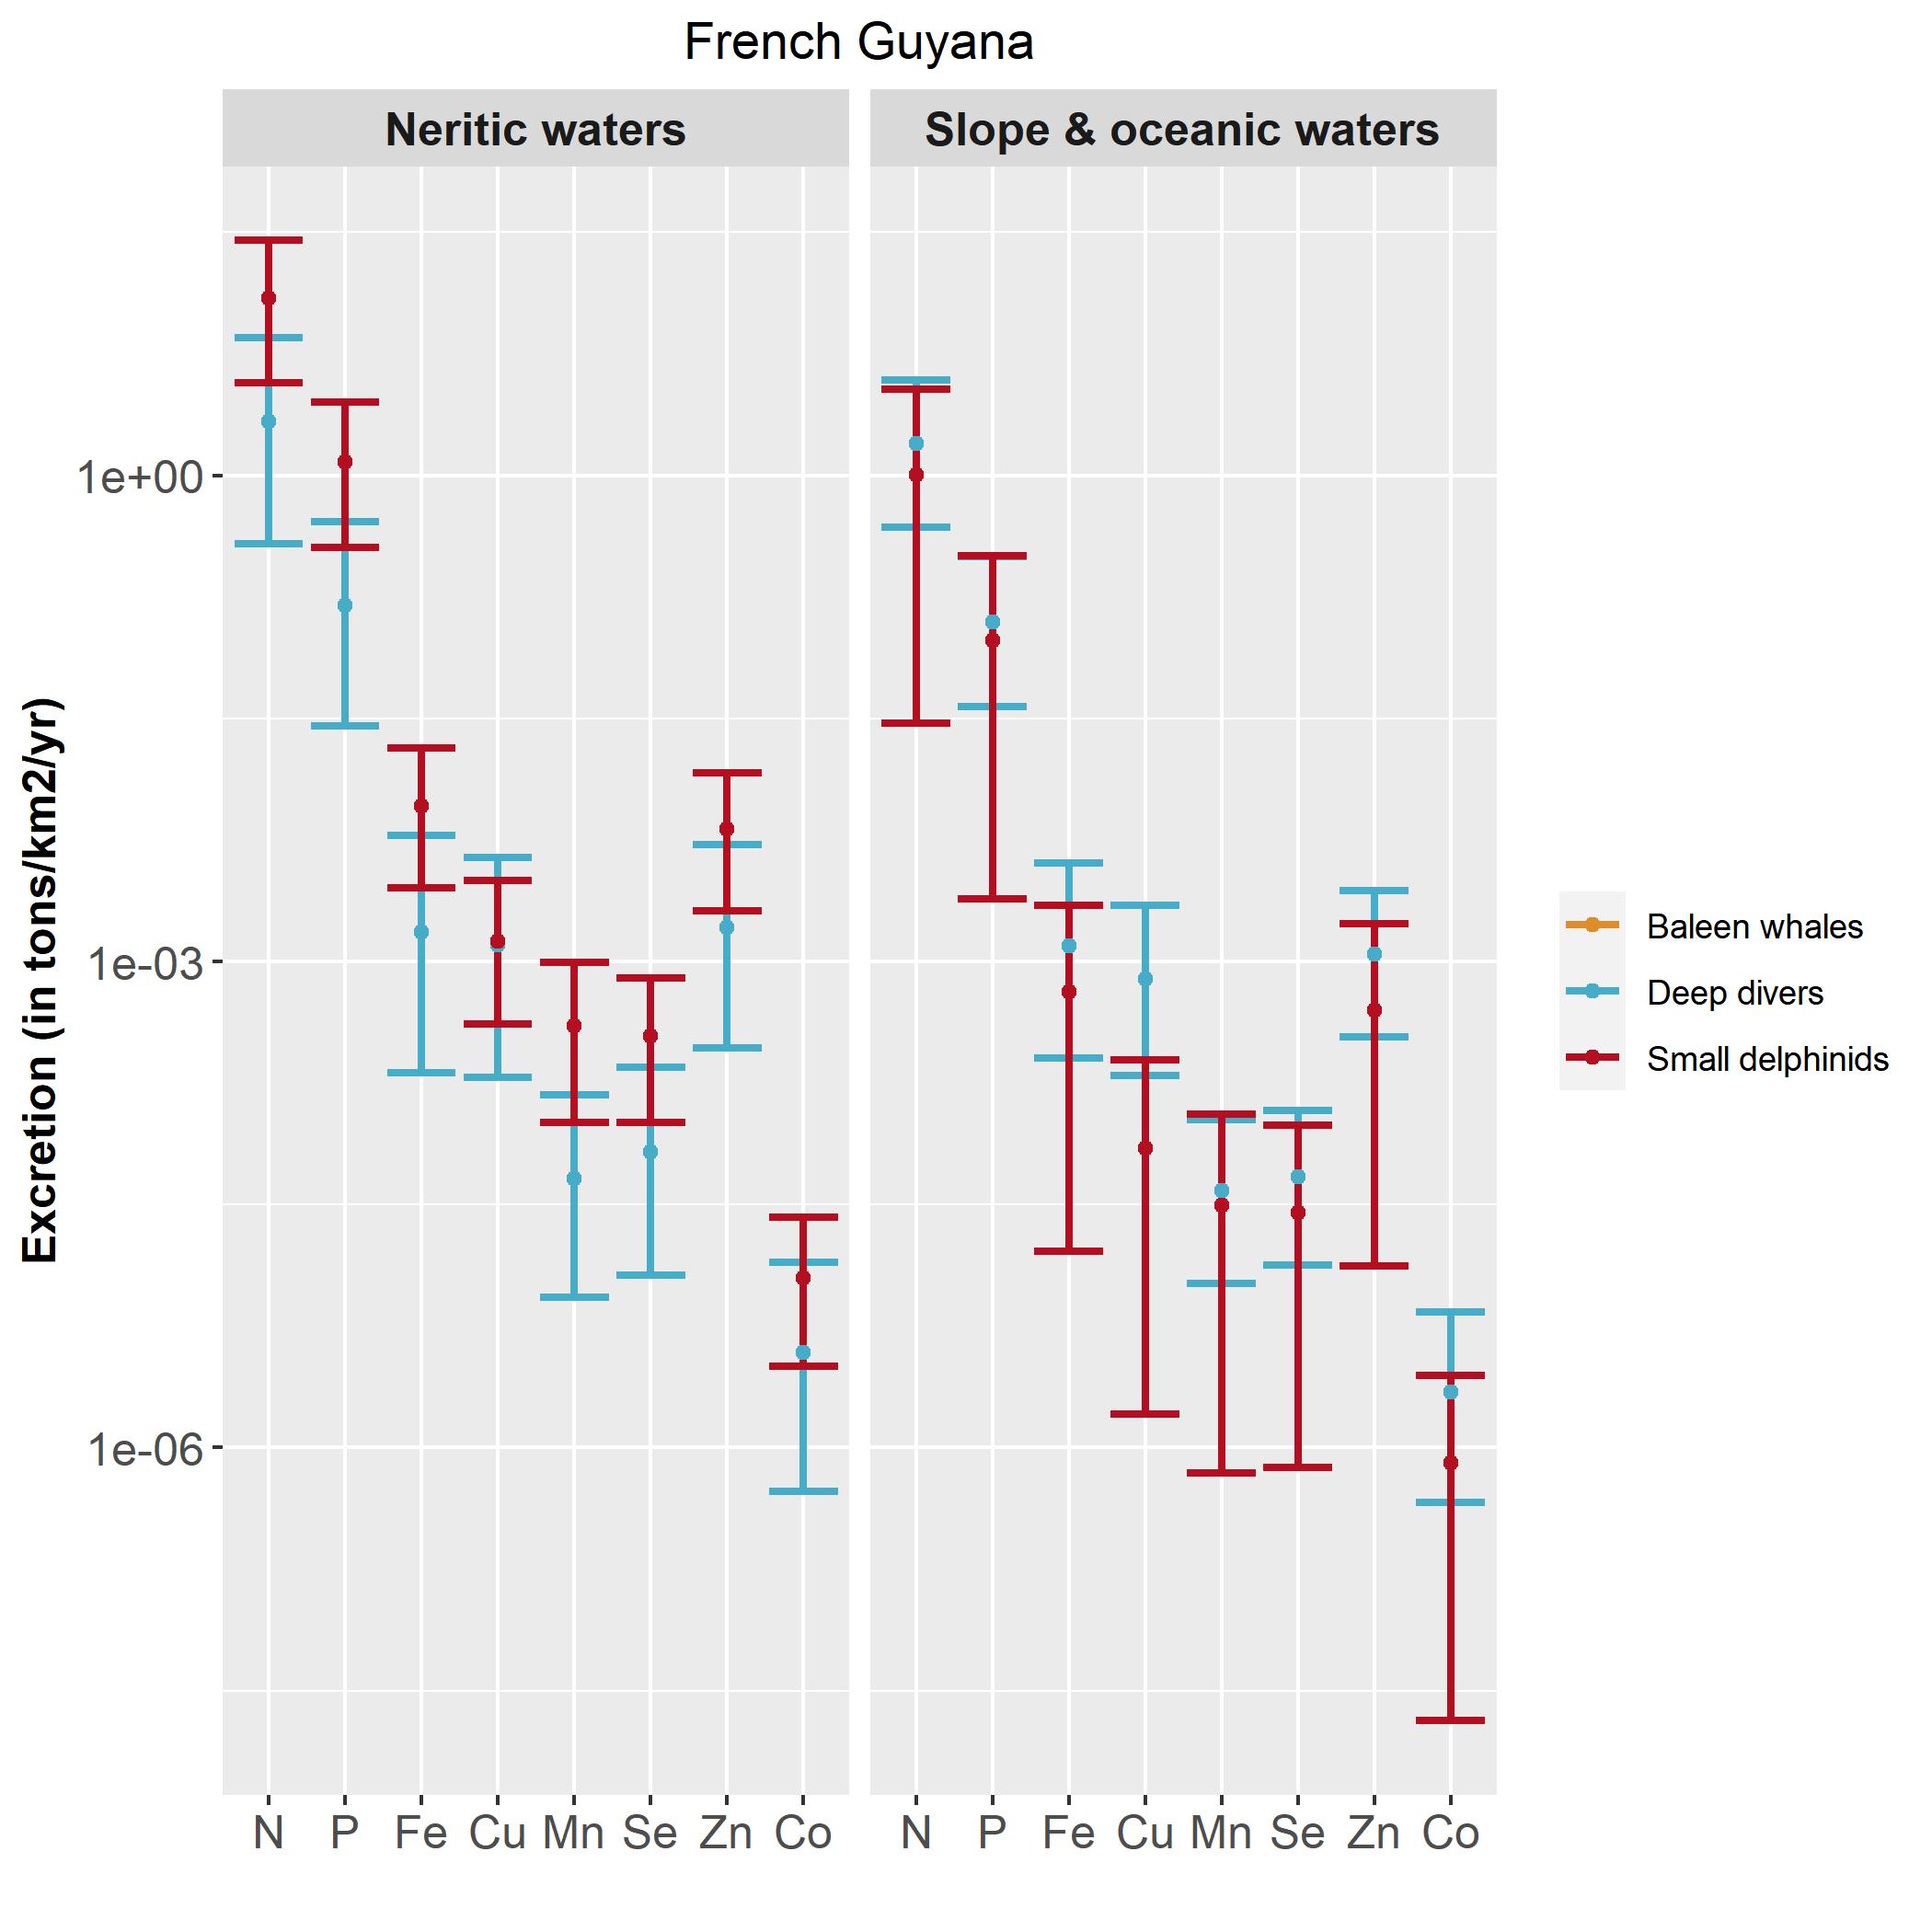 French Guyana
Neritic waters
Slope & oceanic waters
Excretion (in tons/km2/yr)
1e+00
1e-03
1e-06
N P Fe Cu Mn Se Zn Co
N P Fe Cu Mn Se Zn Co
Baleen whales
Deep divers
Small delphinids